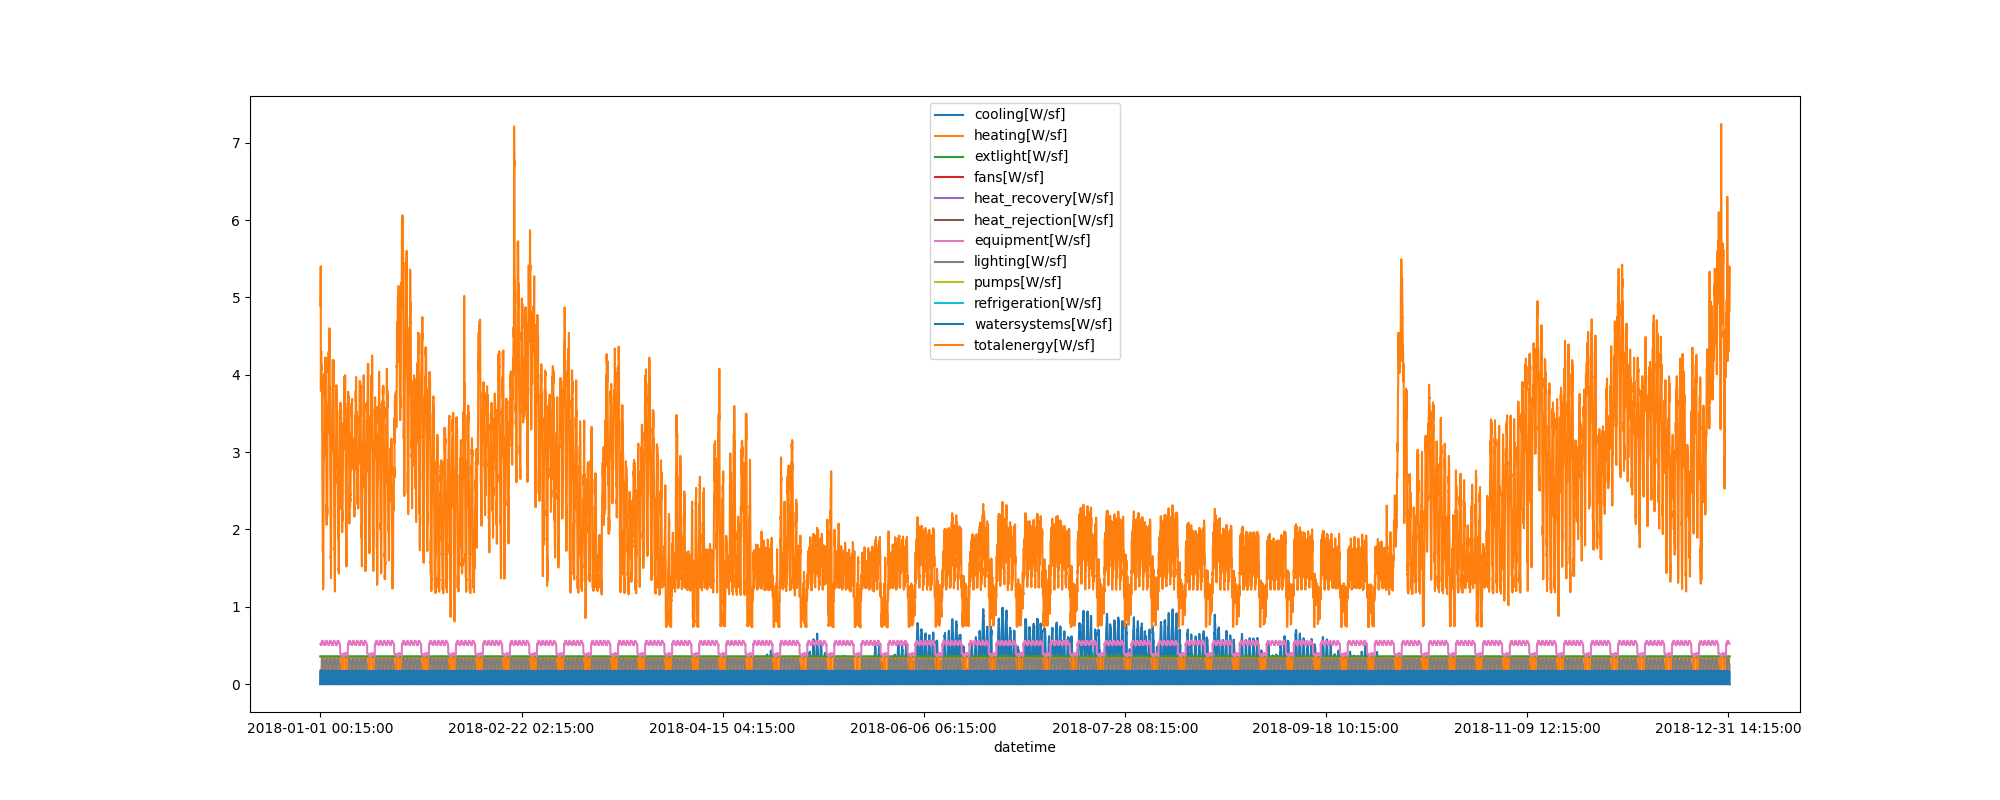 cooling[W/sf]
heating[W/sf]
extlight[W/sf]
fans[W/sf]
heat_recovery[W/sf]
heat_rejection[W/sf]
equipment[W/sf]
lighting[W/sf]
pumps[W/sf]
refrigeration[W/sf]
watersystems[W/sf]
totalenergy[W/sf]
7
6
5
4
3
2
1
0
2018-01-01 00:15:00 2018-02-22 02:15:00 2018-04-15 04:15:00 2018-06-06 06:15:00 2018-07-28 08:15:00 2018-09-18 10:15:00 2018-11-09 12:15:00 2018-12-31 14:15:00
datetime